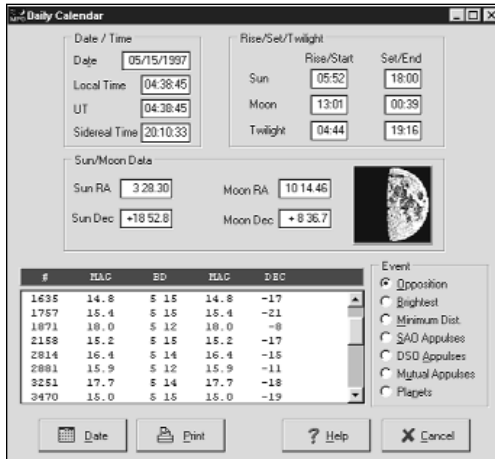 MPO Daily Calendar
Date / Time
Date 05/15/1997
Local Time 04:38:45
UT 04:38:45
Sidereal Time 20:10:33
Rise/Set/Twilight
Rise/Start Set/End
Sun 05:52 18:00
Moon 13:01 00:39
Twilight 04:44 19:16
Sun/Moon Data
Sun RA 3 28.30 Moon RA 10 14.46
Sun Dec +18 52.8 Moon Dec + 8 36.7
# MAG BD MAG DEC
1635 14.8 5 15 14.8 -17
1757 15.4 5 15 15.4 -21
1871 18.0 5 12 18.0 -8
2158 15.2 5 15 15.2 -17
2814 16.4 5 14 16.4 -15
2881 15.9 5 12 15.9 -11
3251 17.7 5 14 17.7 -18
3470 15.0 5 15 15.0 -19
Event
Opposition
Brightest
Minimum Dist.
SAO Appulses
DSO Appulses
Mutual Appulses
Planets
Date Print ? Help X Cancel